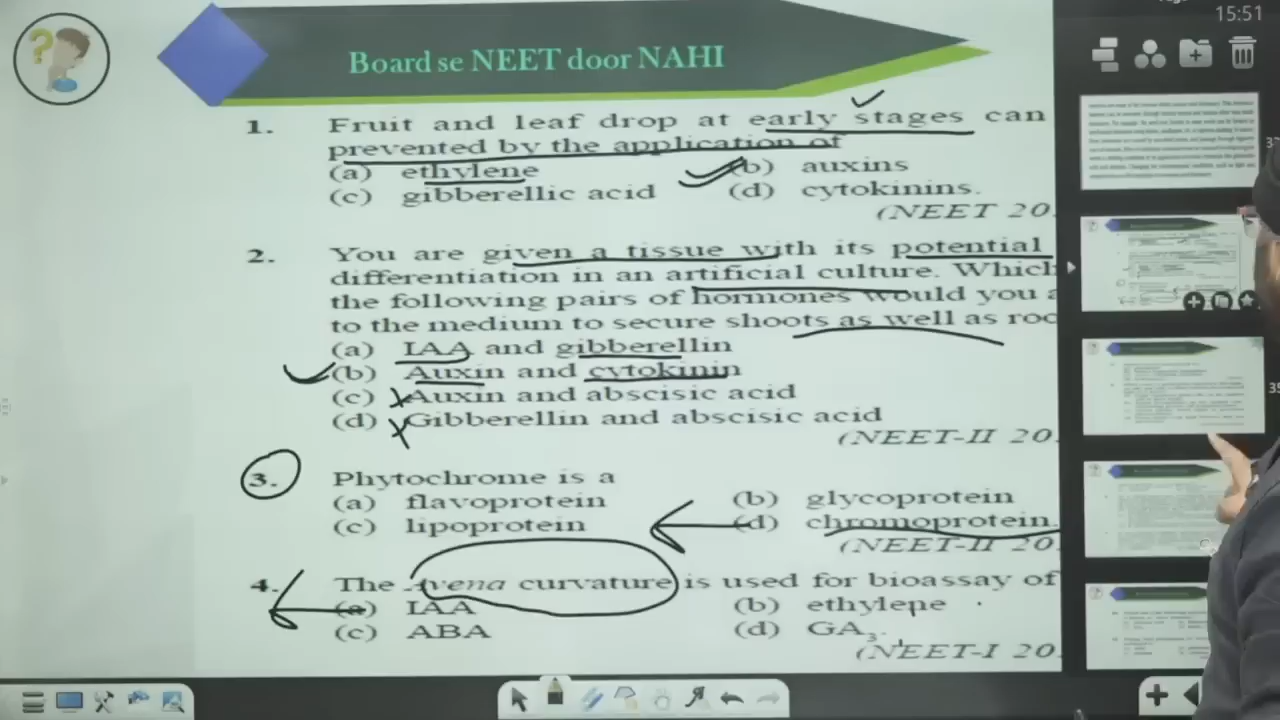 15:51
Board se NEET door NAHI
1. Fruit and leaf drop at early stages can
prevented by the application of
(a) ethylene (b) auxins
(c) gibberellic acid (d) cytokinins.
(NEET 20
2. You are given a tissue with its potential
differentiation in an artificial culture. Which
the following pairs of hormones would you
to the medium to secure shoots as well as
(a) IAA and gibberellin
(b) Auxin and cytokinin
(c) Auxin and abscisic acid
(d) Gibberellin and abscisic acid
(NEET-II 20
3. Phytochrome is a
(a) flavoprotein (b) glycoprotein
(c) lipoprotein (d) chromoprotein
(NEET-II 20
4. The Avena curvature is used for bioassay of
(a) IAA (b) ethylene
(c) ABA (d) GA3.
(NEET-I 20
35